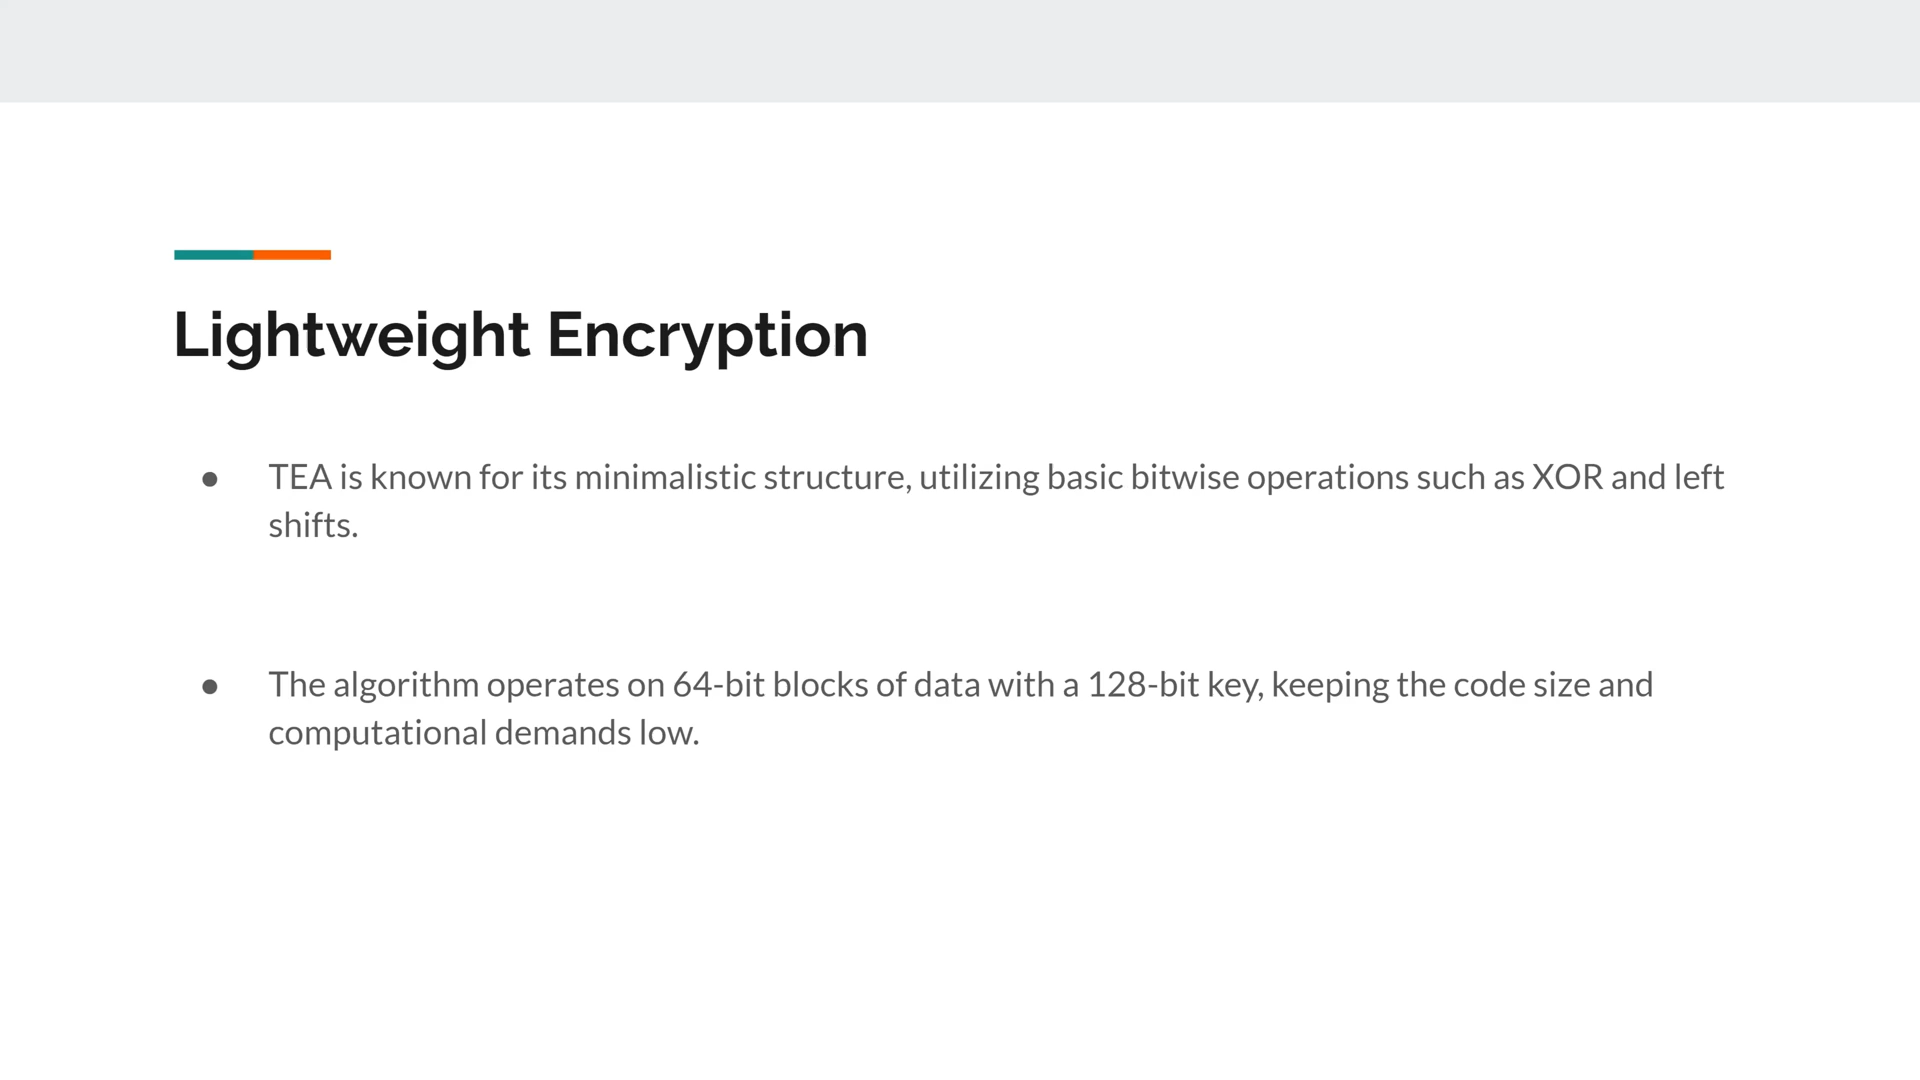 Lightweight Encryption
● TEA is known for its minimalistic structure, utilizing basic bitwise operations such as XOR and left
shifts.
● The algorithm operates on 64-bit blocks of data with a 128-bit key, keeping the code size and
computational demands low.